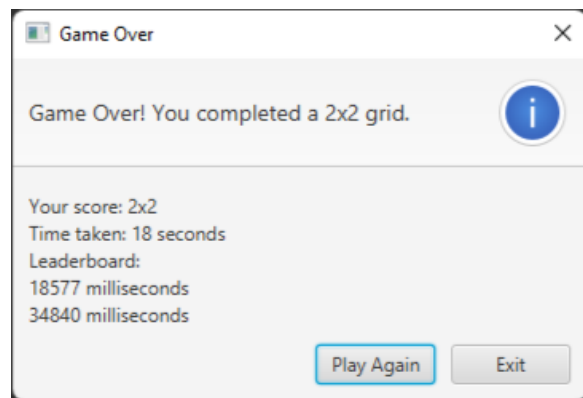 Game Over
Game Over! You completed a 2x2 grid.
i
Your score: 2x2
Time taken: 18 seconds
Leaderboard:
18577 milliseconds
34840 milliseconds
Play Again
Exit